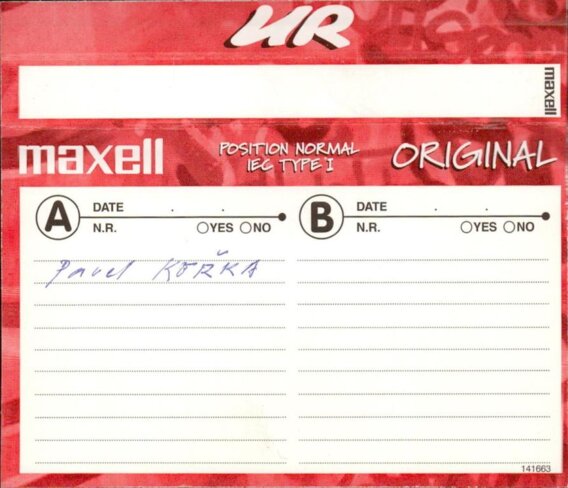 UR
maxell
maxell
POSITION NORMAL
IEC TYPE I
ORIGINAL
A DATE . .
N.R. YES NO
B DATE . .
N.R. YES NO
Pavel KOŘKA
141663